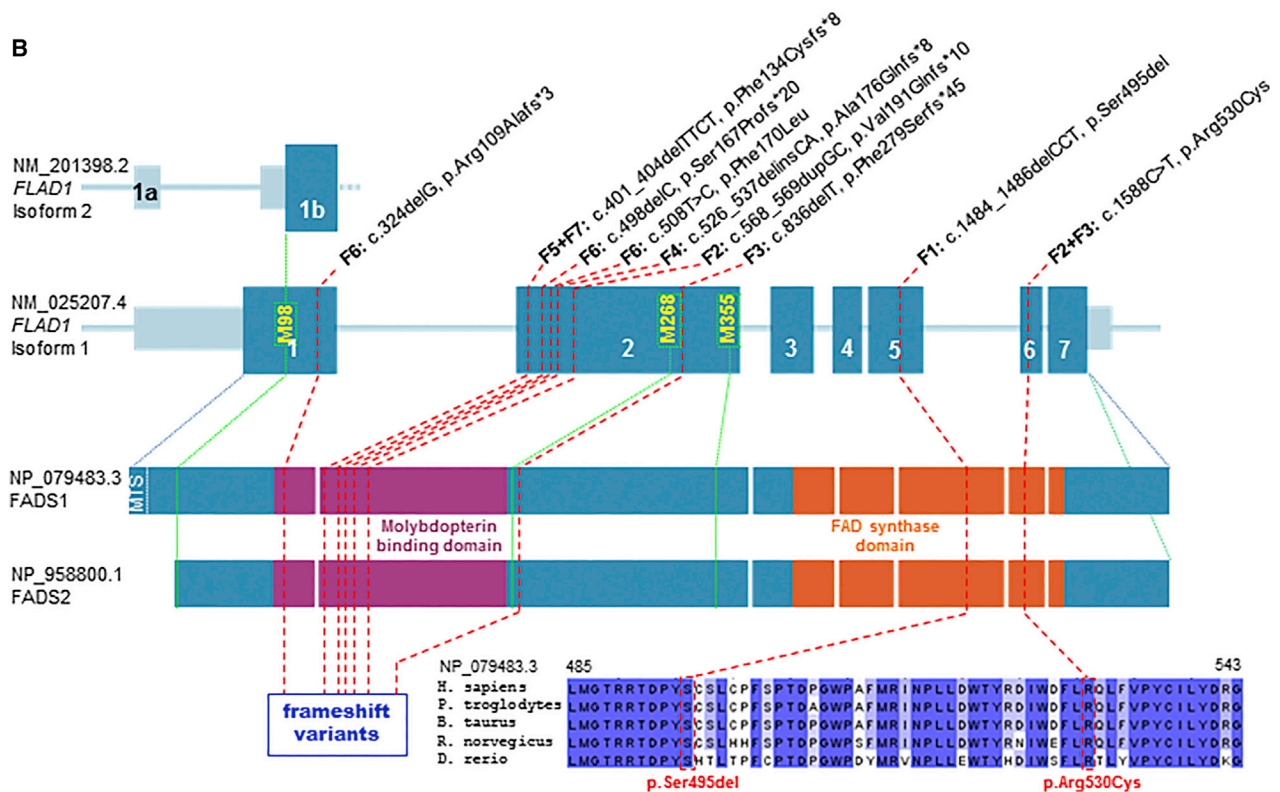 B
NM_201398.2
FLAD1
Isoform 2
1a
1b
F6: c.324delG, p.Arg109Alafs*3
F5+F7: c.401_404delTTCT, p.Phe134Cysfs*8
F6: c.498delC, p.Ser167Profs*20
F6: c.508T>C, p.Phe170Leu
F4: c.526_537delinsCA, p.Ala176Glnfs*8
F2: c.568_569dupGC, p.Val191Glnfs*10
F3: c.836delT, p.Phe279Serfs*45
F1: c.1484_1486delCCT, p.Ser495del
F2+F3: c.1588C>T, p.Arg530Cys
NM_025207.4
FLAD1
Isoform 1
M98
1
2
M268
M355
3
4
5
6
7
NP_079483.3
FADS1
MTS
Molybdopterin
binding domain
FAD synthase
domain
NP_958800.1
FADS2
frameshift
variants
NP_079483.3 485 543
H. sapiens LMGTRRTDPYSCSLCPFSPTDPGWPAFMRINPLLDWTYRDIWDFLRQLFVPYCILYDRG
P. troglodytes LMGTRRTDPYSCSLCPFSPTDAGWPAFMRINPLLDWTYRDIWDFLRQLFVPYCILYDRG
B. taurus LMGTRRTDPYSCSLCPFSPTDPGWPAFMRINPLLDWTYRDIWDFLRQLFVPYCILYDRG
R. norvegicus LMGTRRTDPYSCSLHHFSPTDPGWPSFMRINPLLDWTYRNIWEFLRQLFVPYCILYDRG
D. rerio LMGTRRTDPYSHTLTPFCPTDPGWPDYMRVNPLLEWTYHDIWSFLRTLYVPYCILYDKG
p.Ser495del
p.Arg530Cys